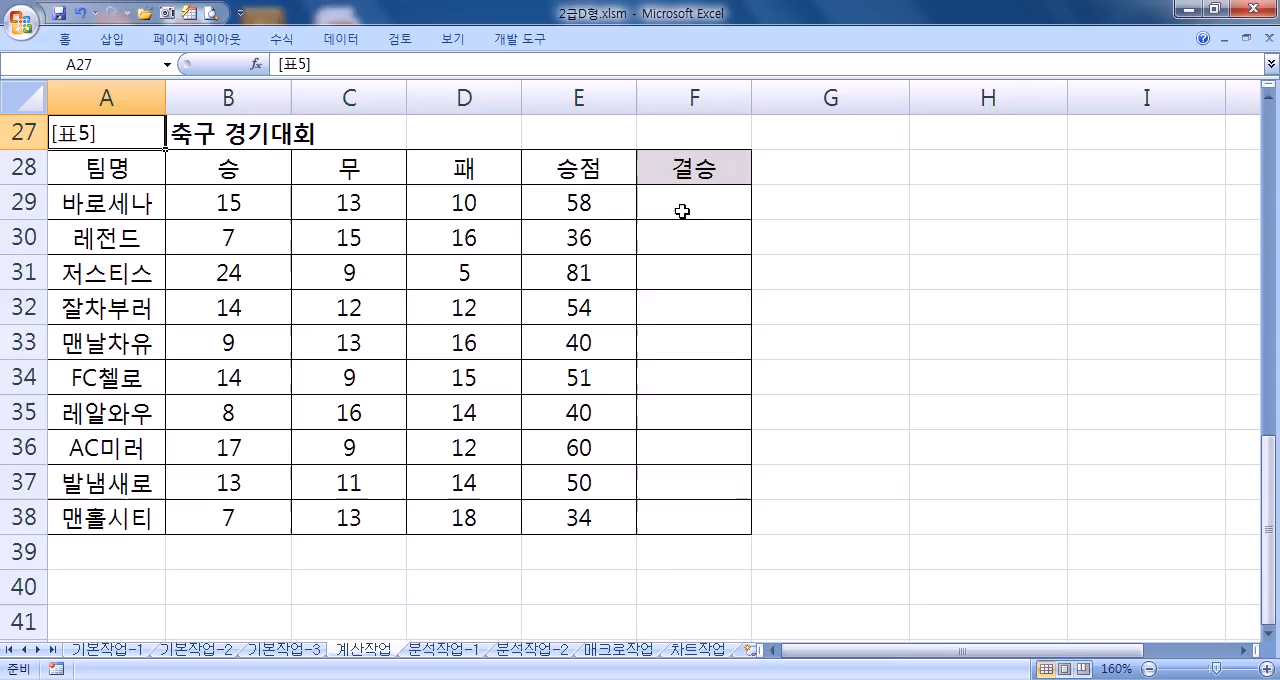 2급D형.xlsm - Microsoft Excel
홈 삽입 페이지 레이아웃 수식 데이터 검토 보기 개발 도구
A27 fx [표5]
A B C D E F G H I
27 [표5] 축구 경기대회
28 팀명 승 무 패 승점 결승
29 바로세나 15 13 10 58
30 레전드 7 15 16 36
31 저스티스 24 9 5 81
32 잘차부러 14 12 12 54
33 맨날차유 9 13 16 40
34 FC첼로 14 9 15 51
35 레알와우 8 16 14 40
36 AC미러 17 9 12 60
37 발냄새로 13 11 14 50
38 맨홀시티 7 13 18 34
39
40
41
기본작업-1 기본작업-2 기본작업-3 계산작업 분석작업-1 분석작업-2 매크로작업 차트작업
준비 160%